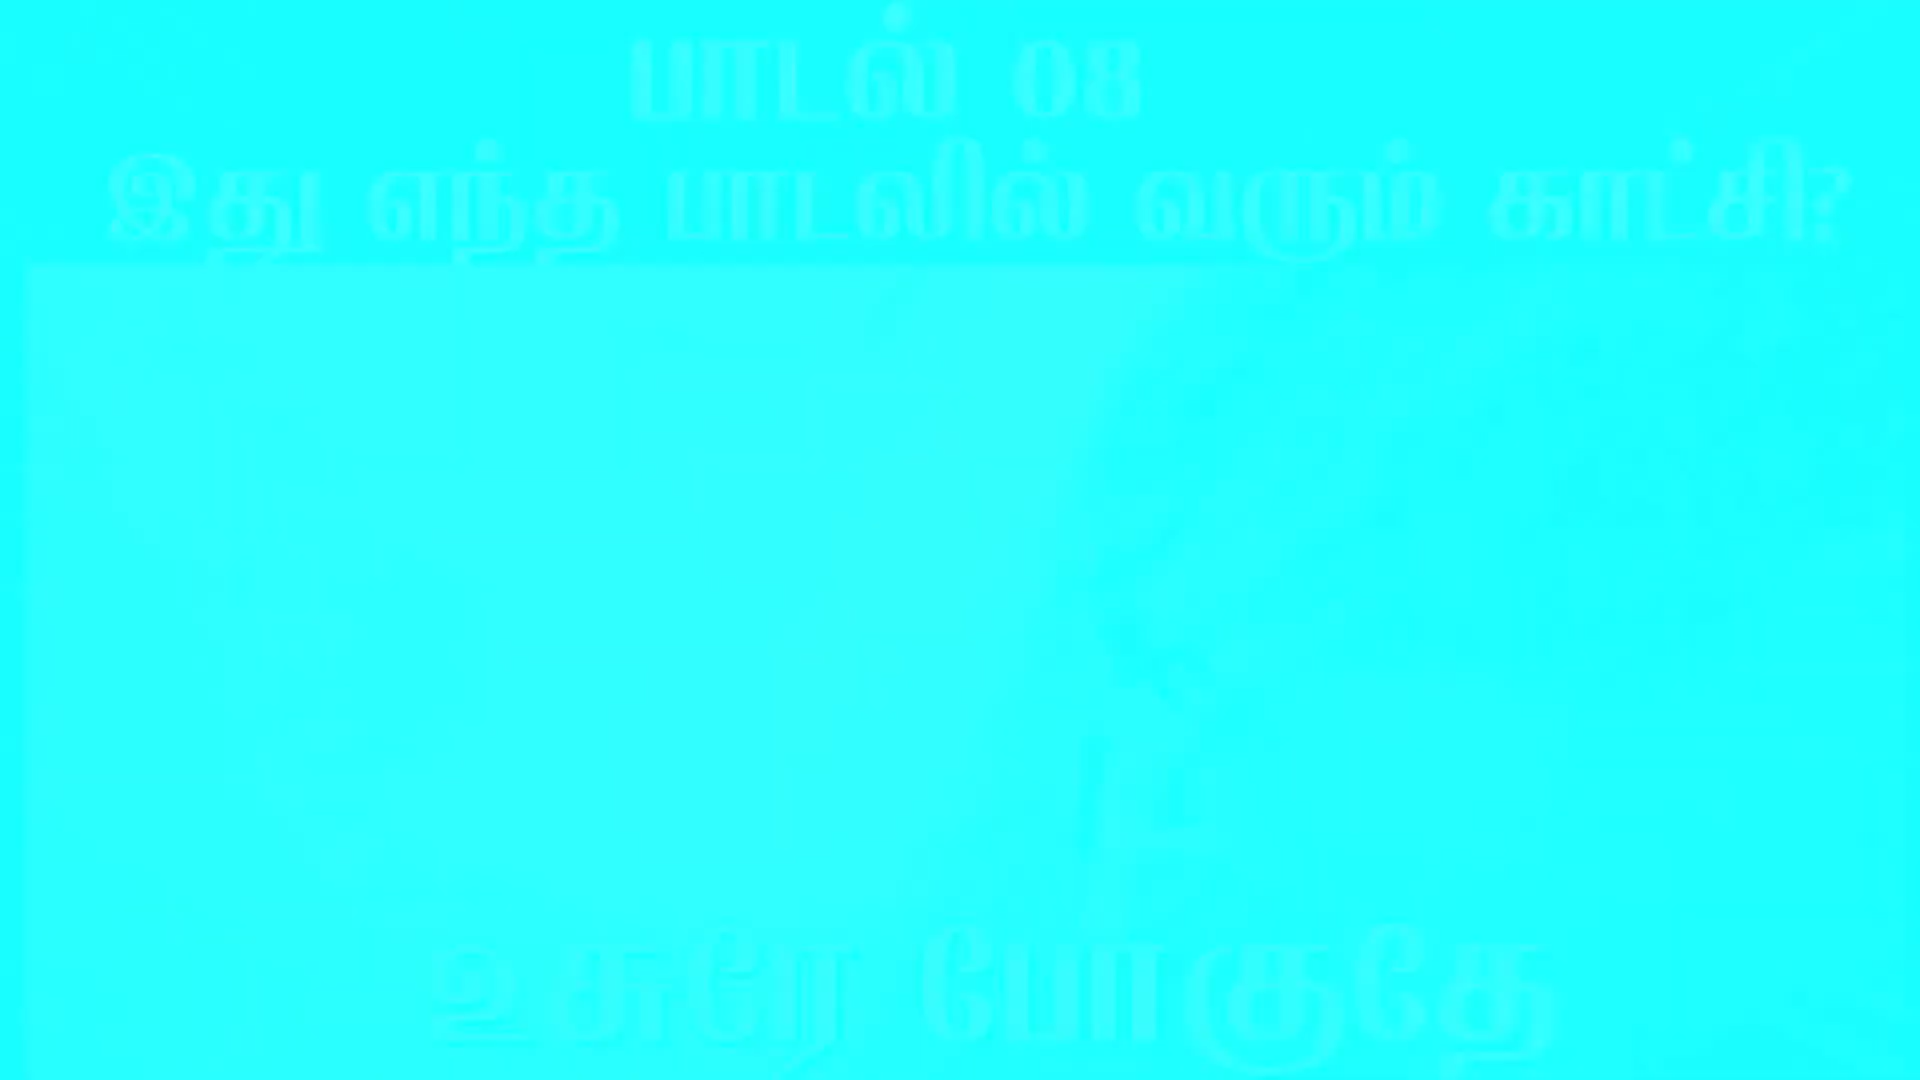 பாடல் 08
இது எந்த பாடலில் வரும் காட்சி?
உசுரே போகுதே